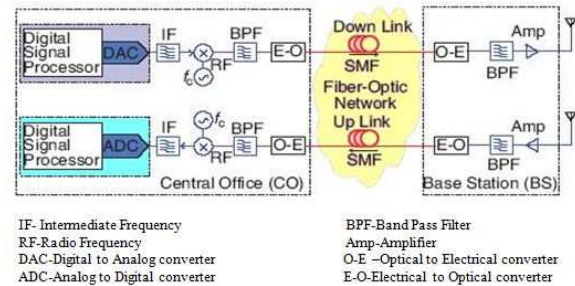 Digital Signal Processor
DAC
IF
RF
fc
BPF
E-O
Down Link
SMF
Fiber-Optic Network
Up Link
SMF
O-E
BPF
Amp
Digital Signal Processor
ADC
IF
fc
RF
BPF
O-E
E-O
BPF
Amp
Central Office (CO)
Base Station (BS)
IF- Intermediate Frequency
RF-Radio Frequency
DAC-Digital to Analog converter
ADC-Analog to Digital converter
BPF-Band Pass Filter
Amp-Amplifier
O-E –Optical to Electrical converter
E-O-Electrical to Optical converter